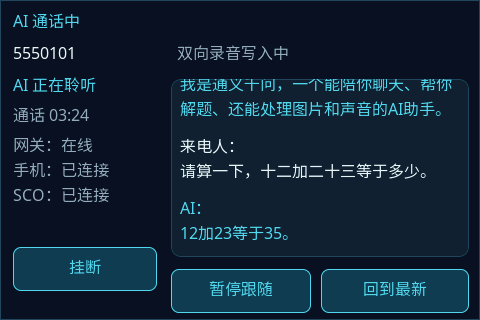 AI 通话中
5550101
双向录音写入中
AI 正在聆听
通话 03:24
网关：在线
手机：已连接
SCO：已连接
挂断
我是通义千问，一个能陪你聊天、帮你
解题、还能处理图片和声音的AI助手。
来电人：
请算一下，十二加二十三等于多少。
AI：
12加23等于35。
暂停跟随
回到最新